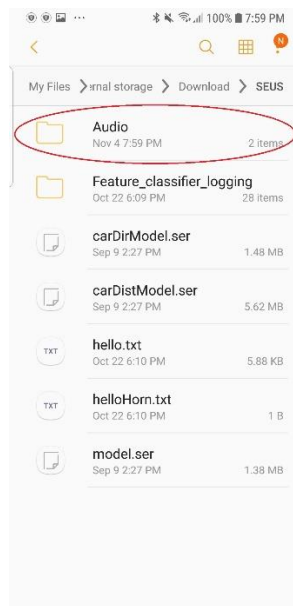 100% 7:59 PM
N
My Files > ernal storage > Download > SEUS
Audio
Nov 4 7:59 PM 2 items
Feature_classifier_logging
Oct 22 6:09 PM 28 items
carDirModel.ser
Sep 9 2:27 PM 1.48 MB
carDistModel.ser
Sep 9 2:27 PM 5.62 MB
TXT hello.txt
Oct 22 6:10 PM 5.88 KB
TXT helloHorn.txt
Oct 22 6:10 PM 1 B
model.ser
Sep 9 2:27 PM 1.38 MB